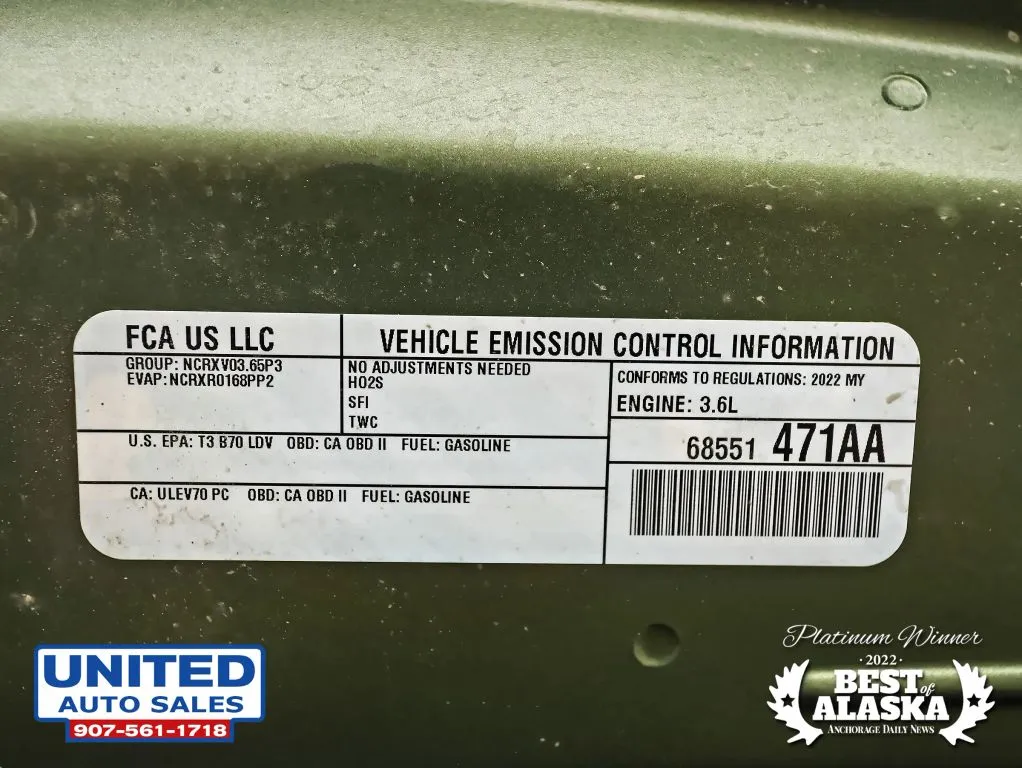 FCA US LLC
GROUP: NCRXV03.65P3
EVAP:NCRXR0168PP2
VEHICLE EMISSION CONTROL INFORMATION
NO ADJUSTMENTS NEEDED
HO2S
SFI
TWC
CONFORMS TO REGULATIONS: 2022 MY
ENGINE: 3.6L
68551 471AA
U.S. EPA: T3 B70 LDV OBD: CA OBD II FUEL: GASOLINE
CA: ULEV70 PC OBD: CA OBD II FUEL: GASOLINE
UNITED
AUTO SALES
907-561-1718
Platinum Winner
·2022·
BEST of
ALASKA
ANCHORAGE DAILY NEWS